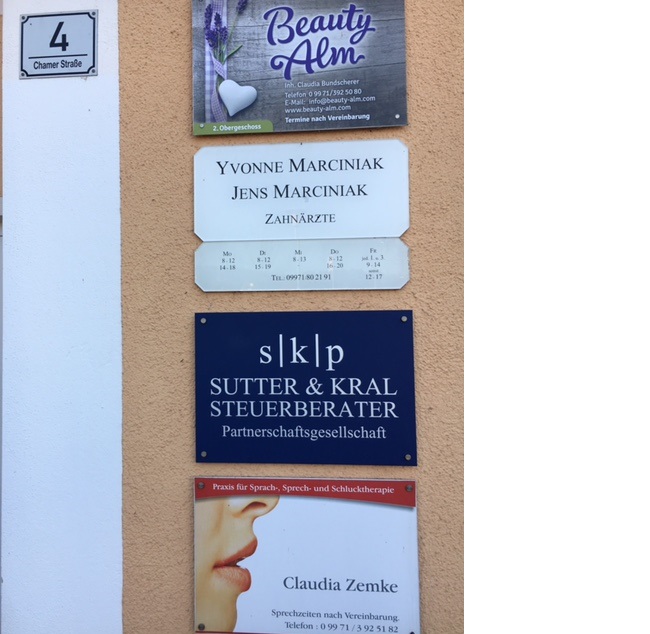 4
Chamer Straße
Beauty
Alm
Inh. Claudia Bundscherer
Telefon 0 99 71/392 50 80
E-Mail: info@beauty-alm.com
www.beauty-alm.com
Termine nach Vereinbarung
2. Obergeschoss
YVONNE MARCINIAK
JENS MARCINIAK
ZAHNÄRZTE
MO DI MI DO FR
8-12 8-12 8-13 8-12
14-18 15-19 16-20 9-14
12-17
TEL. 09971/80 21 91
s|k|p
SUTTER & KRAL
STEUERBERATER
Partnerschaftsgesellschaft
Praxis für Sprach-, Sprech- und Schlucktherapie
Claudia Zemke
Sprechzeiten nach Vereinbarung.
Telefon : 0 99 71 / 3 92 51 82